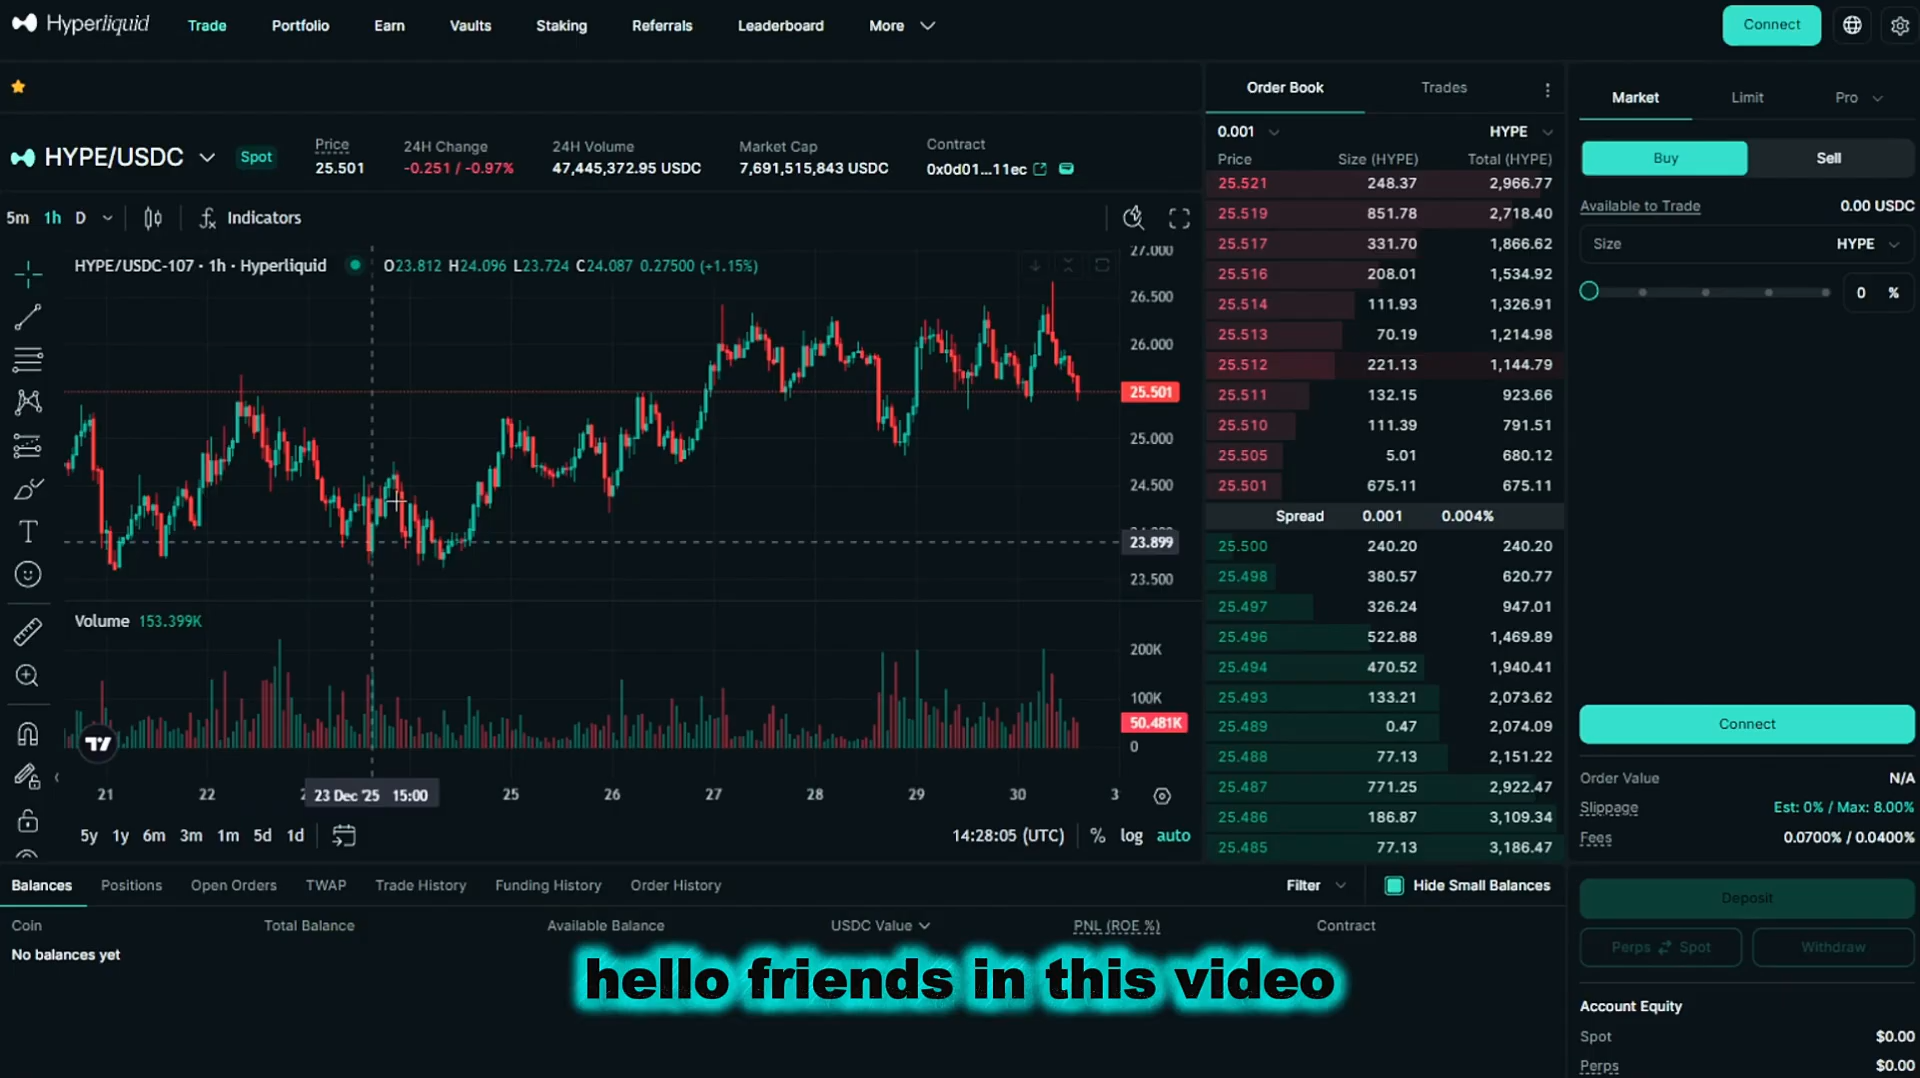 Hyperliquid Trade Portfolio Earn Vaults Staking Referrals Leaderboard More Connect
HYPE/USDC Spot
Price 24H Change 24H Volume Market Cap Contract
25.501 -0.251 / -0.97% 47,445,372.95 USDC 7,691,515,843 USDC 0x0d01...11ec
5m 1h D Indicators
HYPE/USDC-107 · 1h · Hyperliquid O23.812 H24.096 L23.724 C24.087 0.27500 (+1.15%)
27.000
26.500
26.000
25.501
25.000
24.500
23.899
23.500
Volume 153.399K
200K
100K
50.481K
0
21 22 2 23 Dec '25 15:00 25 26 27 28 29 30 3
5y 1y 6m 3m 1m 5d 1d 14:28:05 (UTC) % log auto
Order Book Trades
0.001 HYPE
Price Size (HYPE) Total (HYPE)
25.521 248.37 2,966.77
25.519 851.78 2,718.40
25.517 331.70 1,866.62
25.516 208.01 1,534.92
25.514 111.93 1,326.91
25.513 70.19 1,214.98
25.512 221.13 1,144.79
25.511 132.15 923.66
25.510 111.39 791.51
25.505 5.01 680.12
25.501 675.11 675.11
Spread 0.001 0.004%
25.500 240.20 240.20
25.498 380.57 620.77
25.497 326.24 947.01
25.496 522.88 1,469.89
25.494 470.52 1,940.41
25.493 133.21 2,073.62
25.489 0.47 2,074.09
25.488 77.13 2,151.22
25.487 771.25 2,922.47
25.486 186.87 3,109.34
25.485 77.13 3,186.47
Market Limit Pro
Buy Sell
Available to Trade 0.00 USDC
Size HYPE
0 %
Connect
Order Value N/A
Slippage Est: 0% / Max: 8.00%
Fees 0.0700% / 0.0400%
Balances Positions Open Orders TWAP Trade History Funding History Order History Filter Hide Small Balances
Coin Total Balance Available Balance USDC Value PNL (ROE %) Contract
No balances yet
Deposit
Perps Spot Withdraw
Account Equity
Spot $0.00
Perps $0.00
hello friends in this video